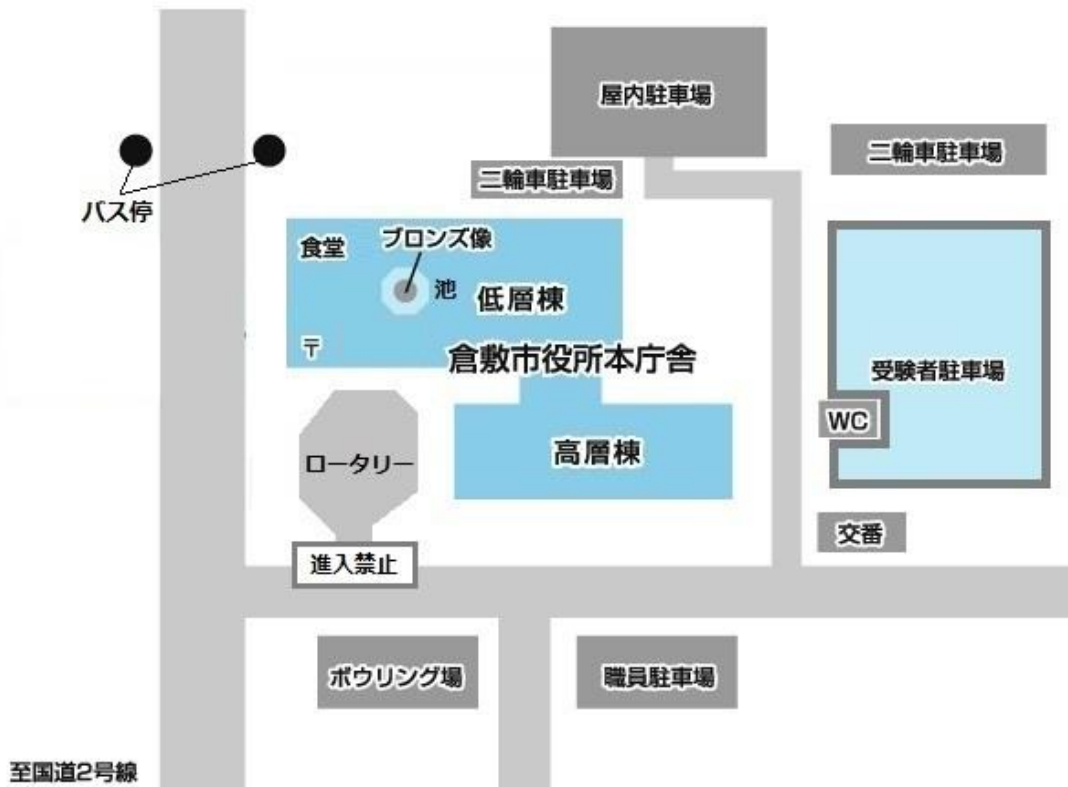 屋内駐車場
二輪車駐車場
バス停
二輪車駐車場
食堂
ブロンズ像
池
低層棟
〒
倉敷市役所本庁舎
受験者駐車場
WC
高層棟
ロータリー
交番
進入禁止
ボウリング場
職員駐車場
至国道2号線